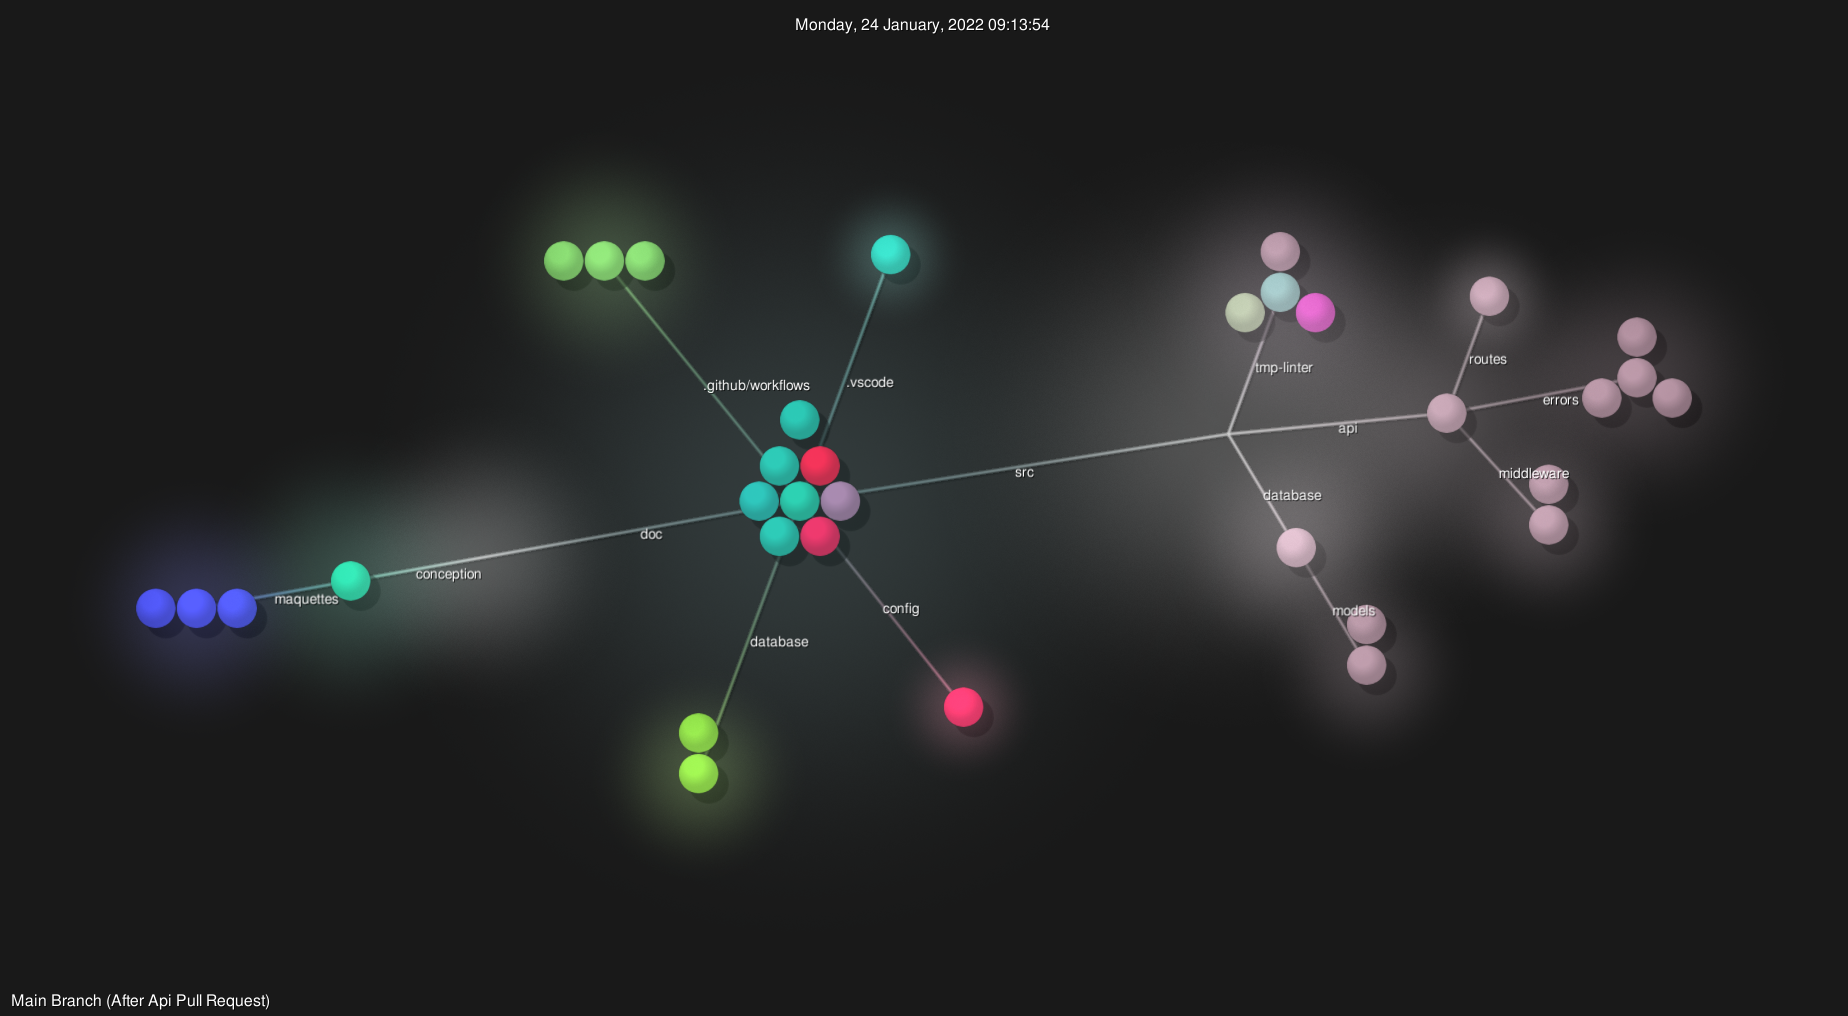 Monday, 24 January, 2022 09:13:54
.github/workflows
.vscode
tmp-linter
routes
errors
api
src
middleware
database
doc
conception
maquettes
config
models
database
Main Branch (After Api Pull Request)